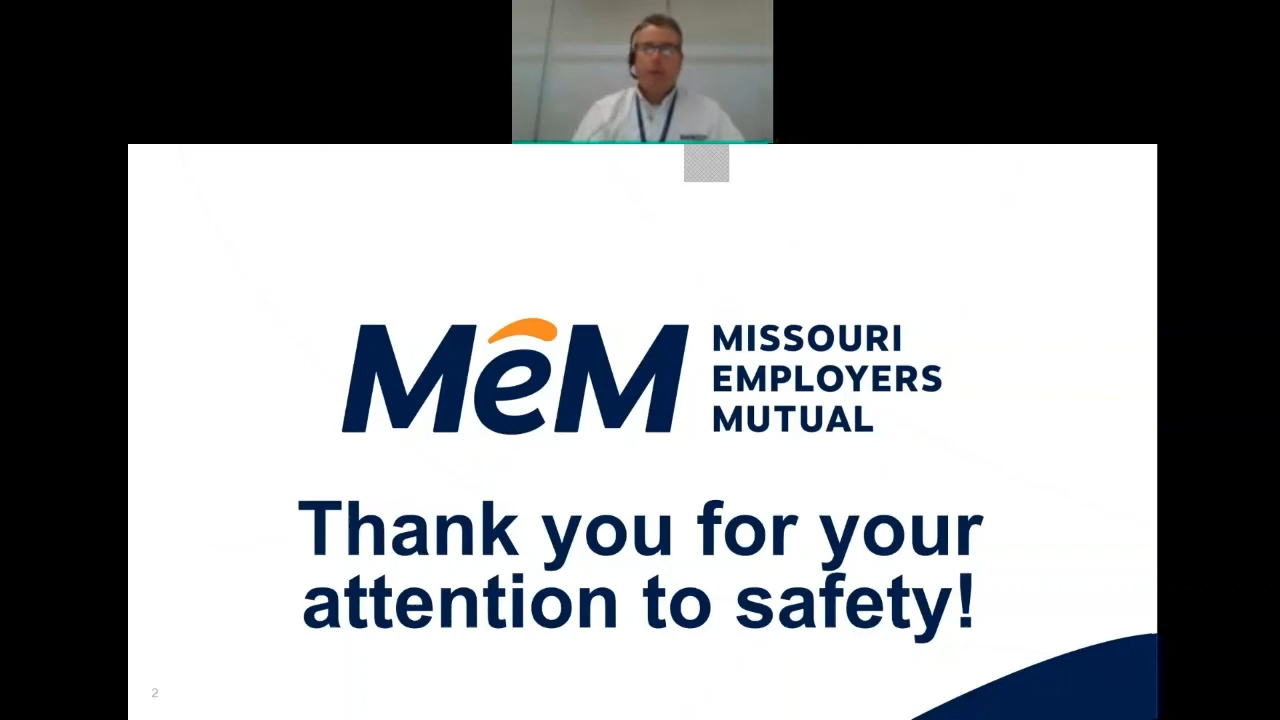 MeM
MISSOURI
EMPLOYERS
MUTUAL
Thank you for your
attention to safety!
2